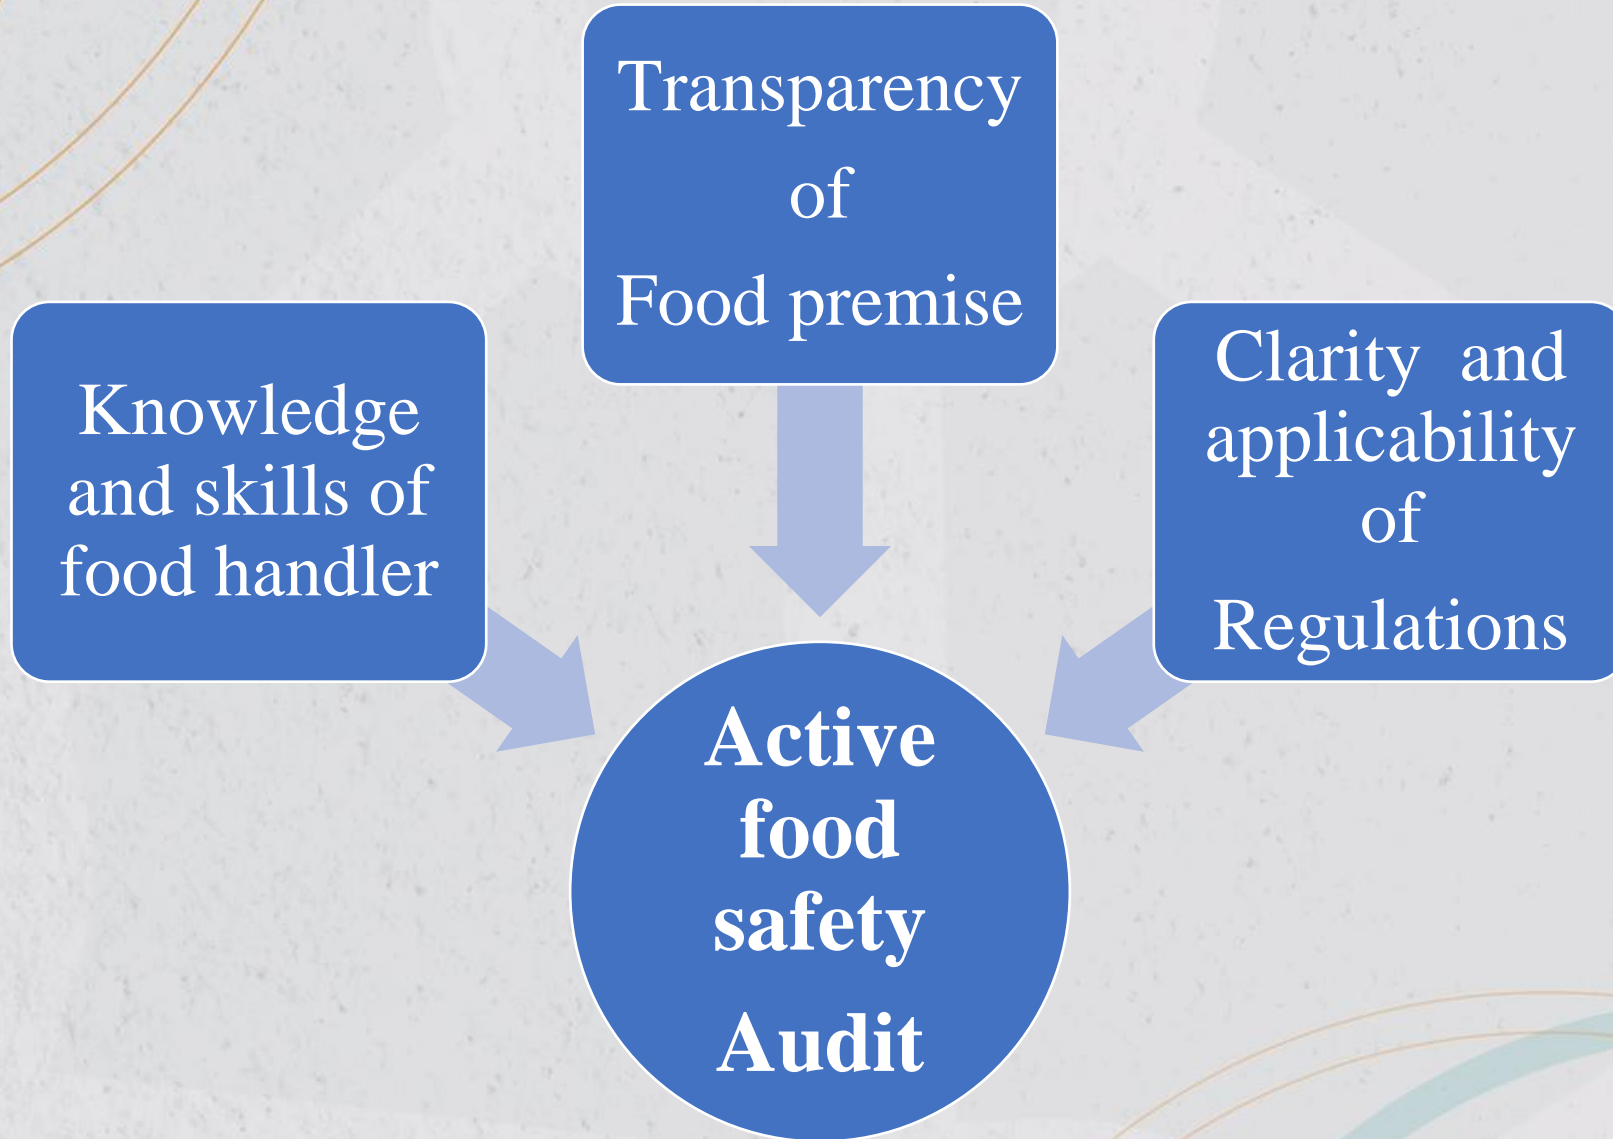 Transparency
of
Food premise
Knowledge
and skills of
food handler
Clarity and
applicability
of
Regulations
Active
food
safety
Audit